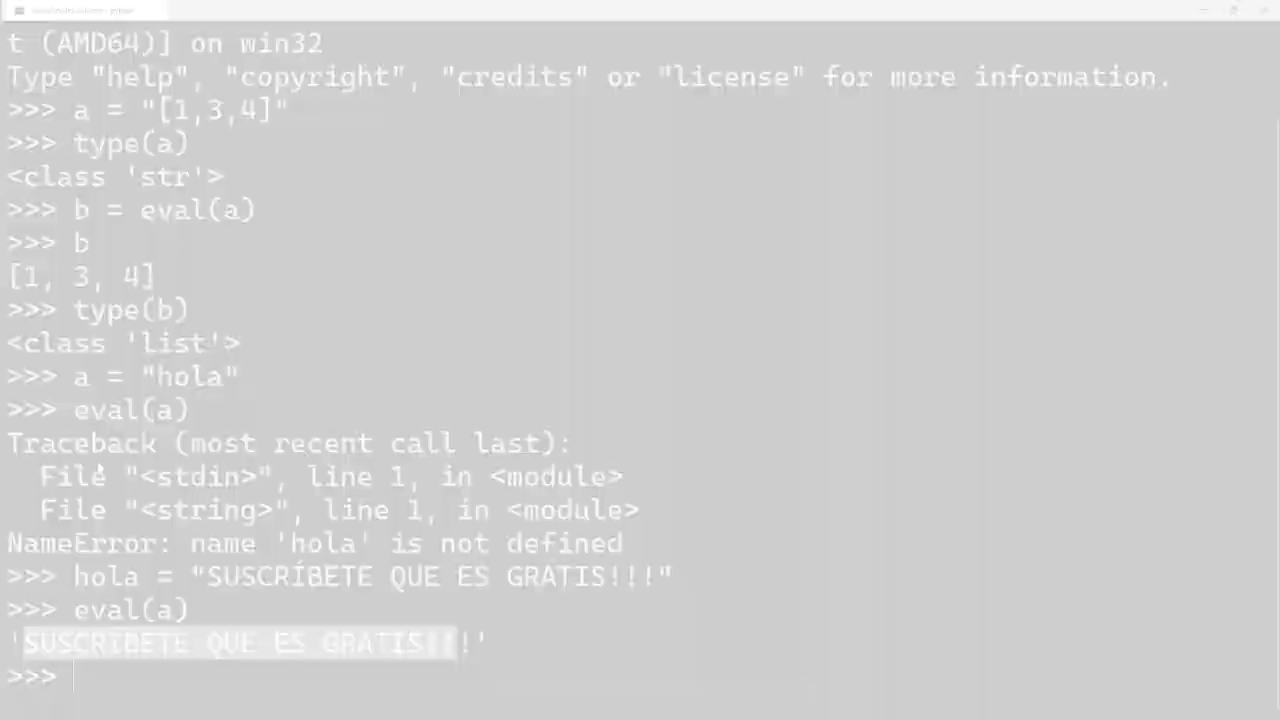 t (AMD64)] on win32
Type "help", "copyright", "credits" or "license" for more information.
>>> a = "[1,3,4]"
>>> type(a)
<class 'str'>
>>> b = eval(a)
>>> b
[1, 3, 4]
>>> type(b)
<class 'list'>
>>> a = "hola"
>>> eval(a)
Traceback (most recent call last):
  File "<stdin>", line 1, in <module>
  File "<string>", line 1, in <module>
NameError: name 'hola' is not defined
>>> hola = "SUSCRÍBETE QUE ES GRATIS!!!"
>>> eval(a)
'SUSCRÍBETE QUE ES GRATIS!!!'
>>>